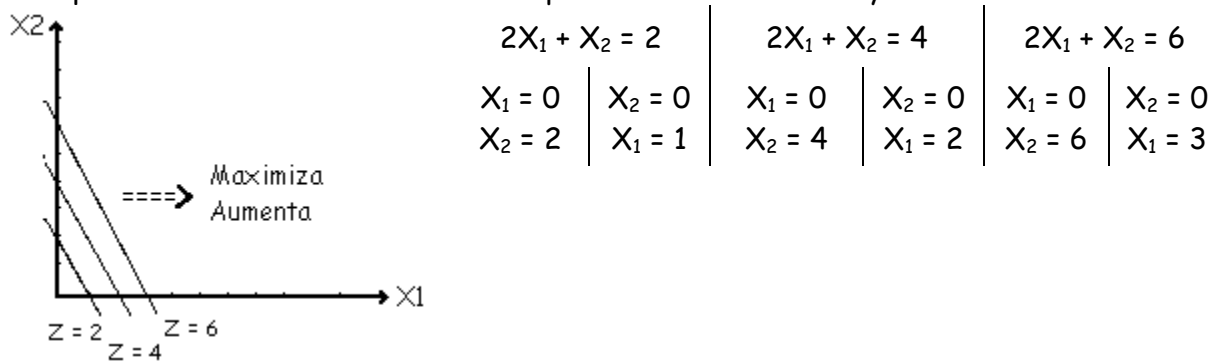 X2
2X₁ + X₂ = 2 2X₁ + X₂ = 4 2X₁ + X₂ = 6
X₁ = 0 X₂ = 0 X₁ = 0 X₂ = 0 X₁ = 0 X₂ = 0
X₂ = 2 X₁ = 1 X₂ = 4 X₁ = 2 X₂ = 6 X₁ = 3
====> Maximiza
Aumenta
X1
Z = 2 Z = 6
Z = 4